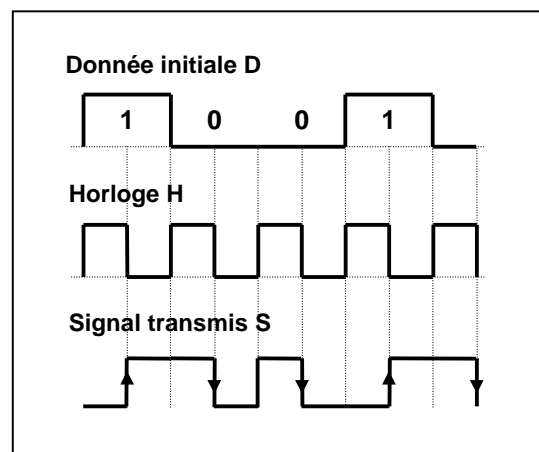 Donnée initiale D
1 0 0 1
Horloge H
Signal transmis S